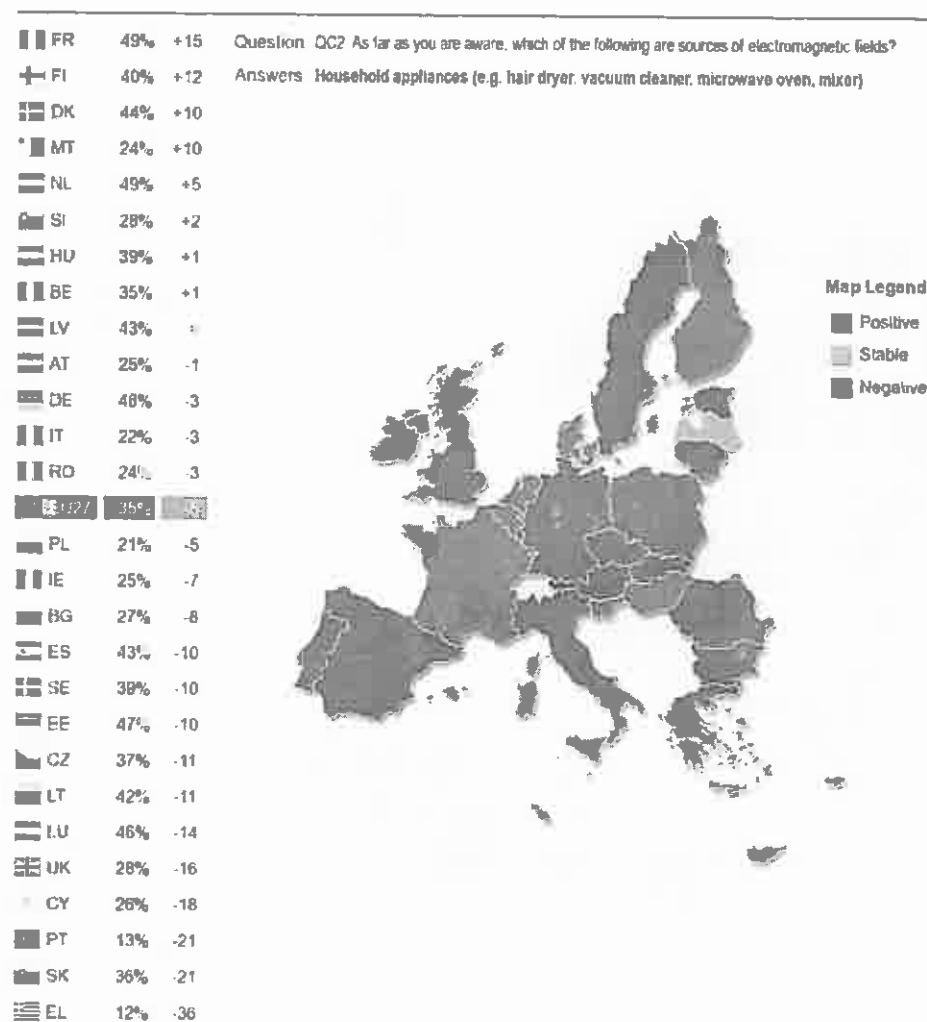 FR 49% +15
Question QC2 As far as you are aware, which of the following are sources of electromagnetic fields?
FI 40% +12
Answers Household appliances (e.g. hair dryer, vacuum cleaner, microwave oven, mixer)
DK 44% +10
MT 24% +10
NL 49% +5
SI 28% +2
HU 39% +1
BE 35% +1
LV 43%
AT 25% -1
DE 46% -3
IT 22% -3
RO 24% -3
EU27 35%
PL 21% -5
IE 25% -7
BG 27% -8
ES 43% -10
SE 39% -10
EE 47% -10
CZ 37% -11
LT 42% -11
LU 46% -14
UK 28% -16
CY 26% -18
PT 13% -21
SK 36% -21
EL 12% -36
Map Legend
Positive
Stable
Negative